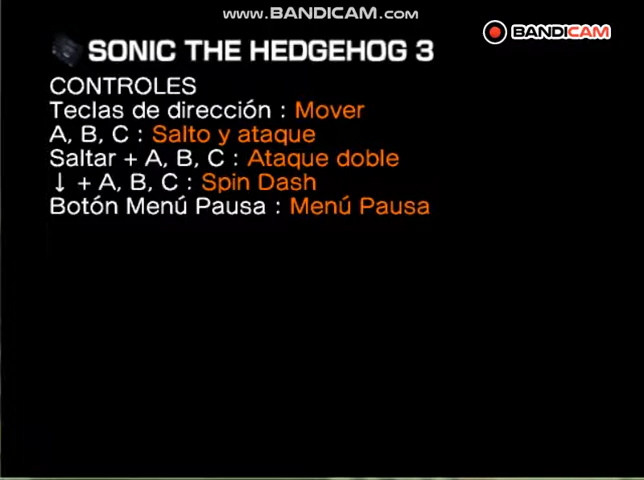 www.BANDICAM.com
BANDICAM
SONIC THE HEDGEHOG 3
CONTROLES
Teclas de dirección : Mover
A, B, C : Salto y ataque
Saltar + A, B, C : Ataque doble
↓ + A, B, C : Spin Dash
Botón Menú Pausa : Menú Pausa